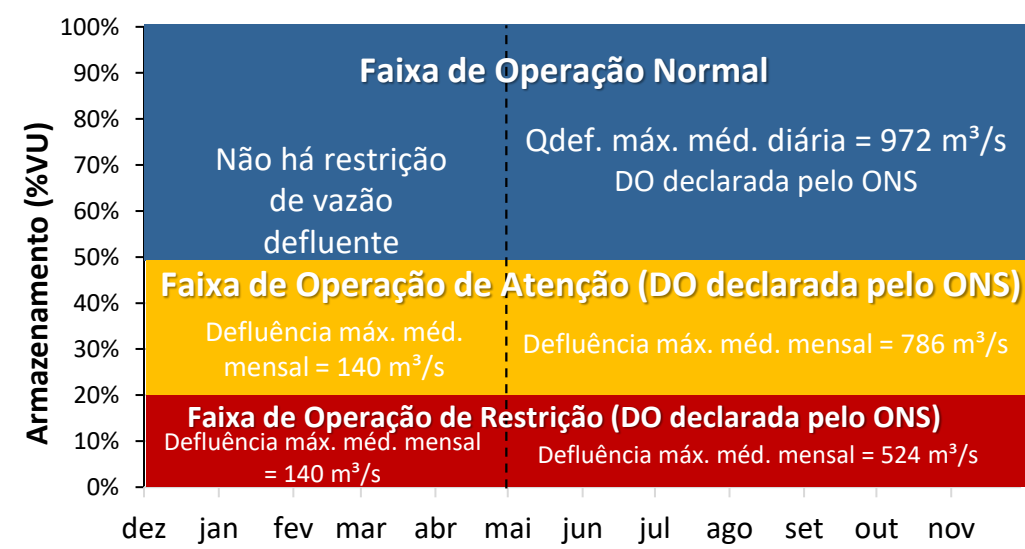 Armazenamento (%VU)
100%
90%
80%
70%
60%
50%
40%
30%
20%
10%
0%
Faixa de Operação Normal
Não há restrição
de vazão
defluente
Qdef. máx. méd. diária = 972 m³/s
DO declarada pelo ONS
Faixa de Operação de Atenção (DO declarada pelo ONS)
Defluência máx. méd.
mensal = 140 m³/s
Defluência máx. méd. mensal = 786 m³/s
Faixa de Operação de Restrição (DO declarada pelo ONS)
Defluência máx. méd. mensal
= 140 m³/s
Defluência máx. méd. mensal = 524 m³/s
dez jan fev mar abr mai jun jul ago set out nov